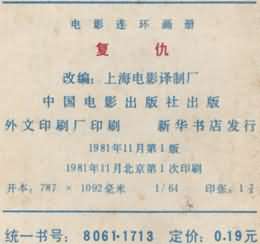 电影连环画册
复仇
改编：上海电影译制厂
中国电影出版社出版
外文印刷厂印刷 新华书店发行
1981年11月第1版
1981年11月北京第1次印刷
开本：787 × 1092毫米 1/64 印张：1
统一书号：8061·1713 定价：0.19元